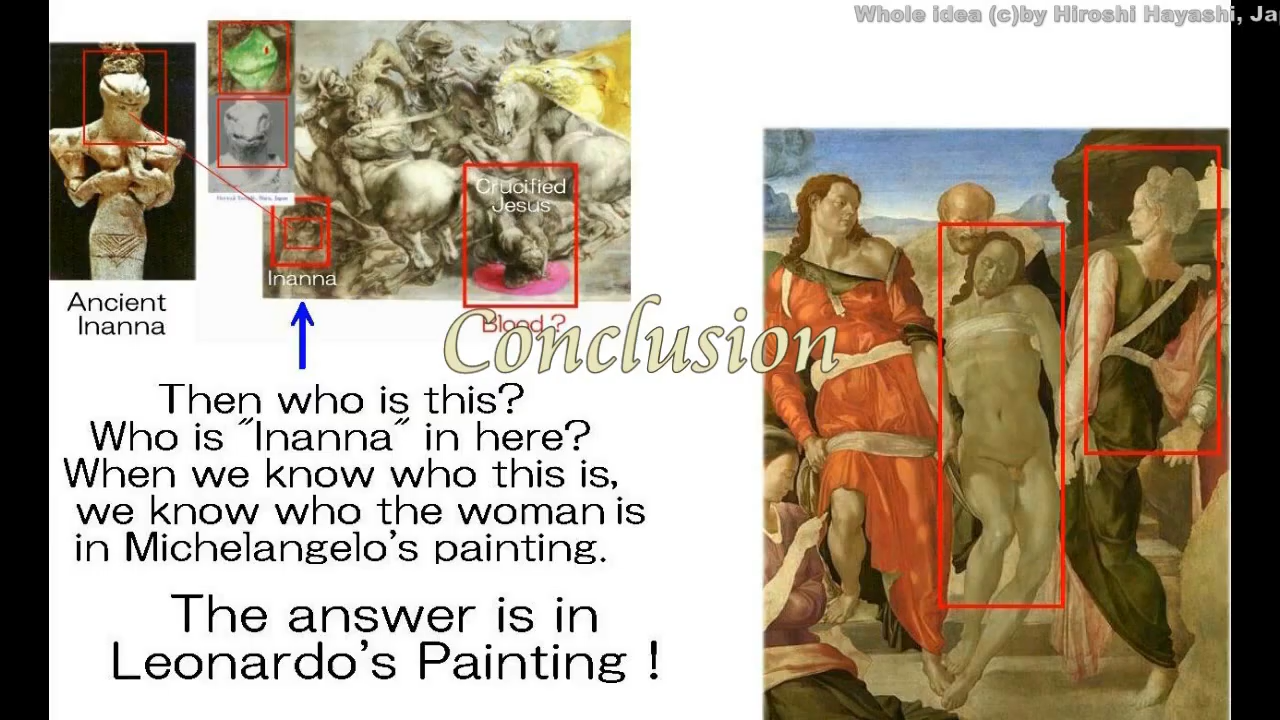 Whole idea (c)by Hiroshi Hayashi, Ja
Crucified
Jesus
Inanna
Ancient
Inanna
Blood ?
Conclusion
Then who is this?
Who is "Inanna" in here?
When we know who this is,
we know who the woman is
in Michelangelo's painting.
The answer is in
Leonardo's Painting !